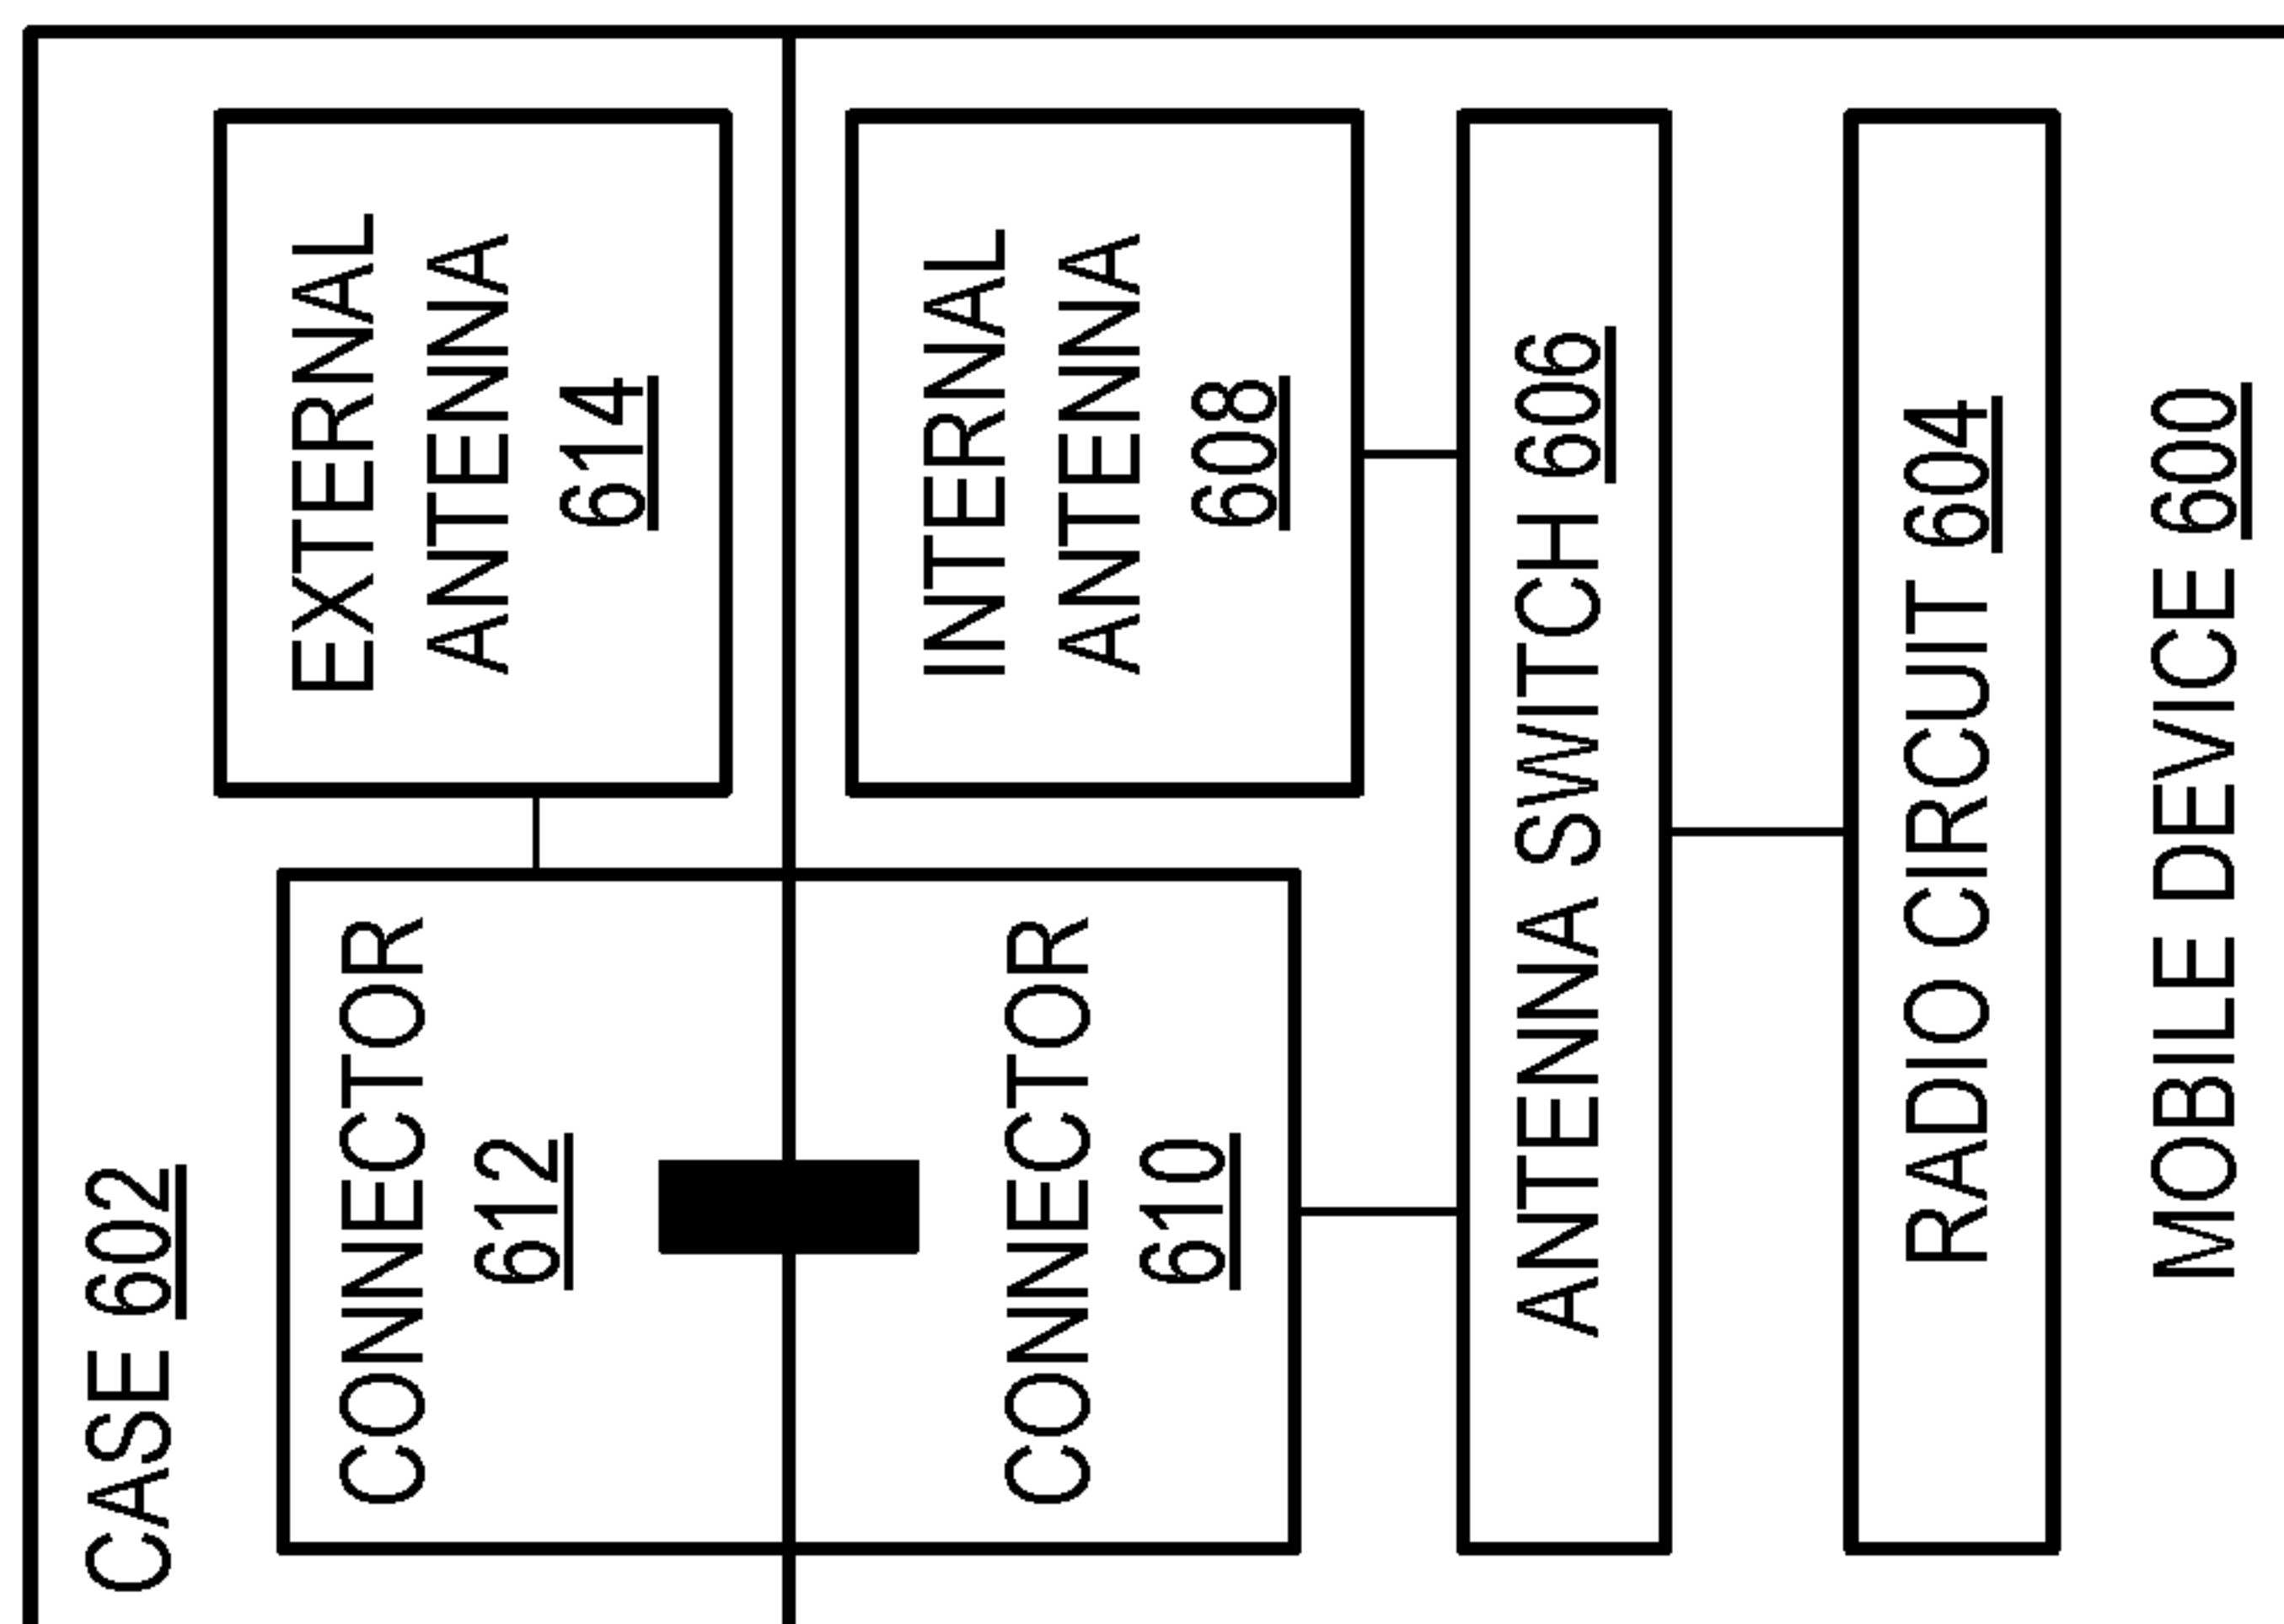 CASE 602
CONNECTOR
612
EXTERNAL
ANTENNA
614
CONNECTOR
610
INTERNAL
ANTENNA
608
ANTENNA SWITCH 606
RADIO CIRCUIT 604
MOBILE DEVICE 600